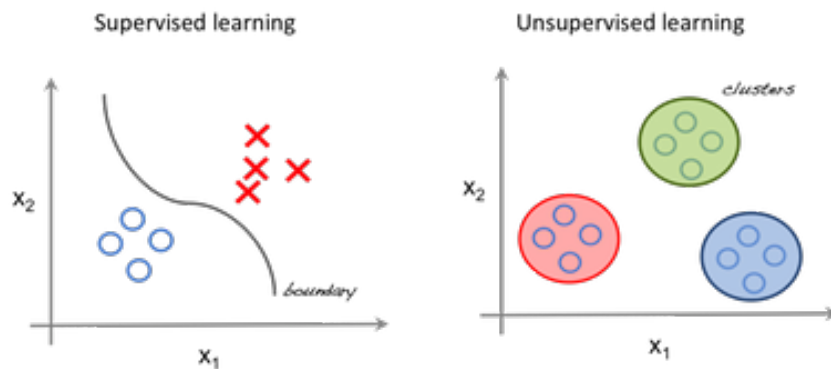 Supervised learning
x2
boundary
x1
Unsupervised learning
clusters
x2
x1